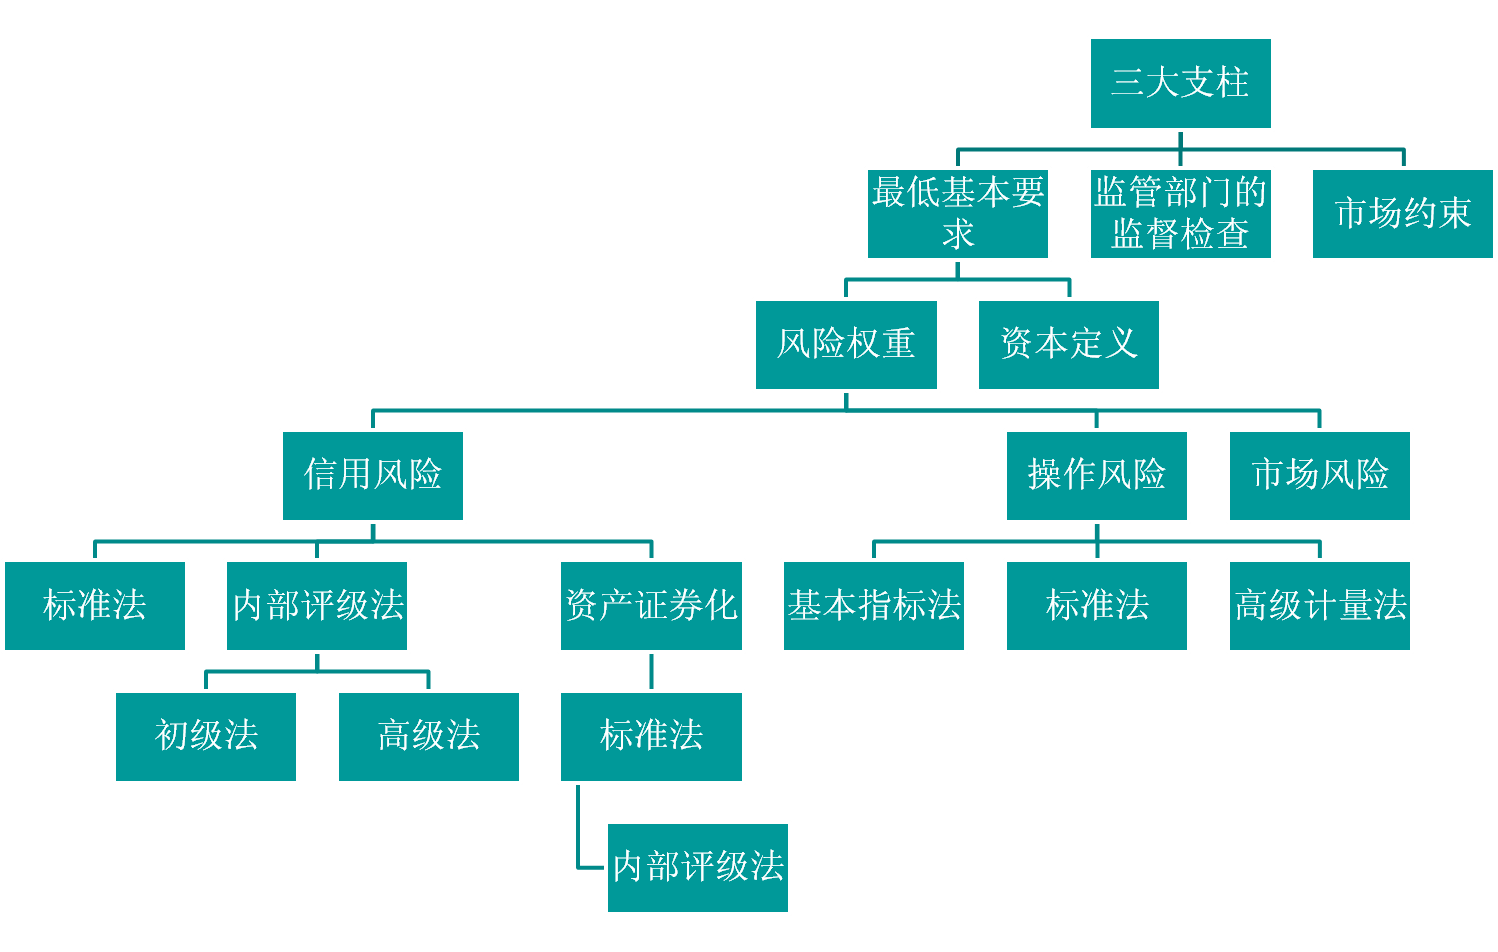 三大支柱
最低基本要
求
监管部门的
监督检查
市场约束
风险权重
资本定义
信用风险
操作风险
市场风险
标准法
内部评级法
资产证券化
基本指标法
标准法
高级计量法
初级法
高级法
标准法
内部评级法